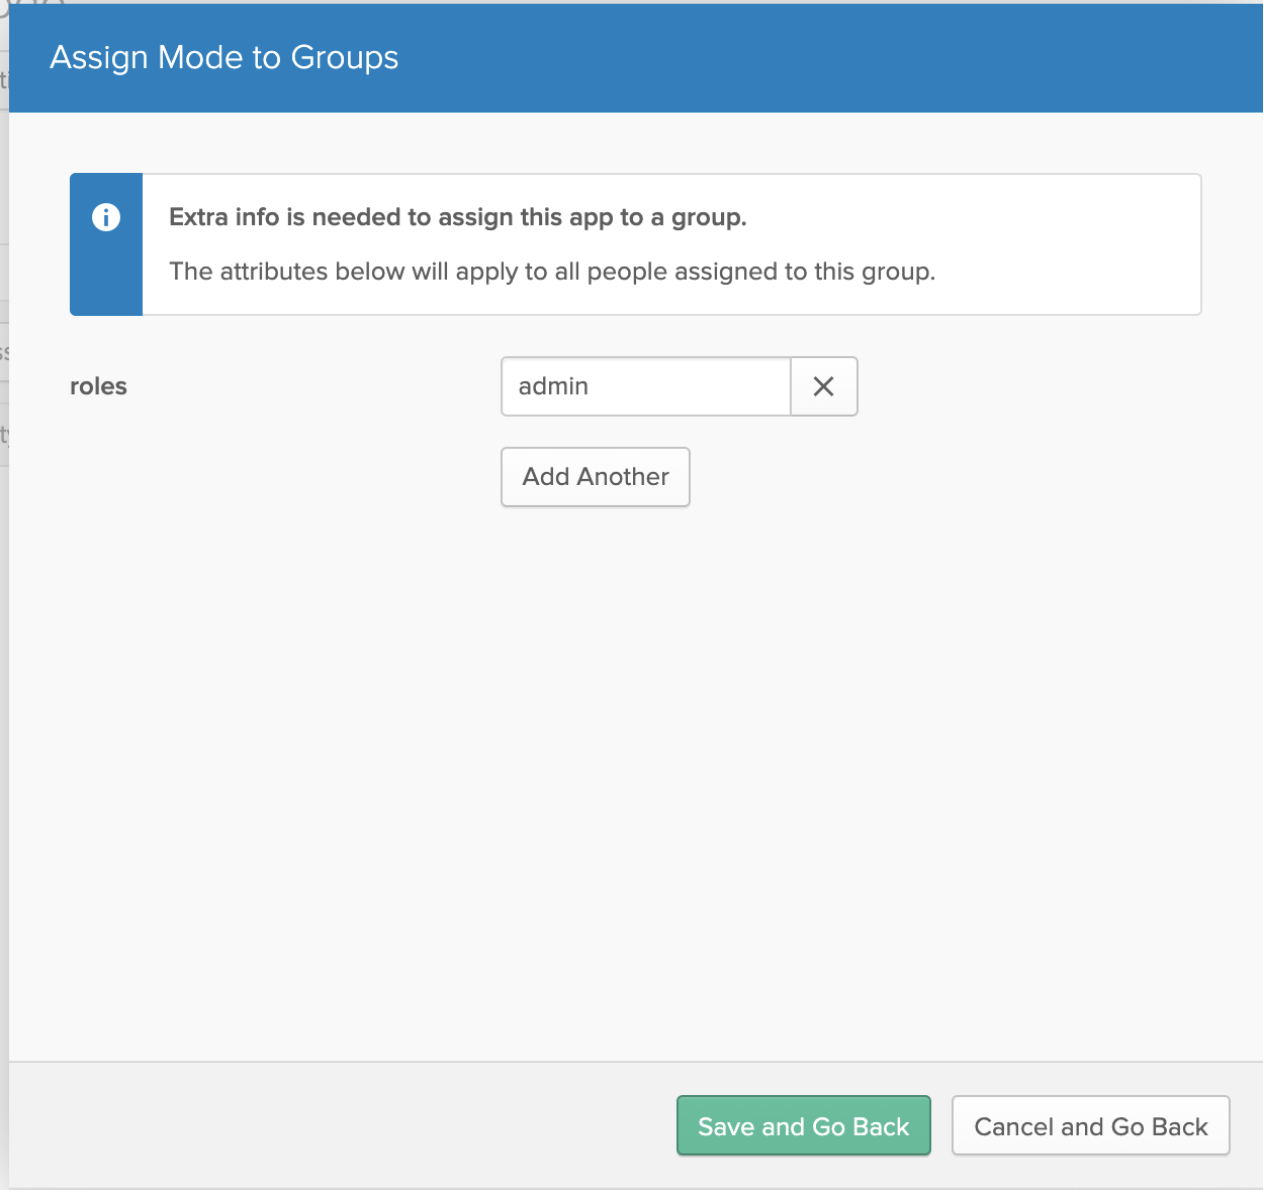 Assign Mode to Groups
Extra info is needed to assign this app to a group.
The attributes below will apply to all people assigned to this group.
roles
admin
Add Another
Save and Go Back
Cancel and Go Back